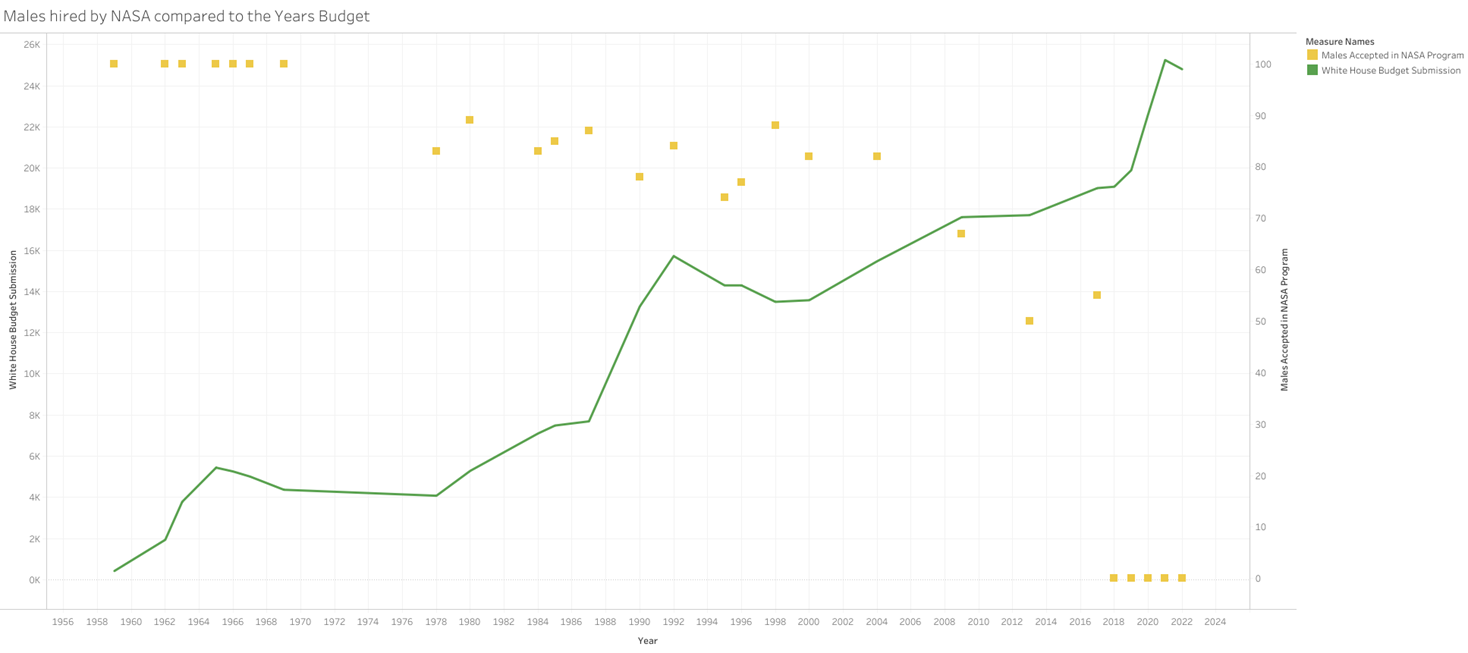 Males hired by NASA compared to the Years Budget
Measure Names
Males Accepted in NASA Program
White House Budget Submission
White House Budget Submission
26K
24K
22K
20K
18K
16K
14K
12K
10K
8K
6K
4K
2K
0K
100
90
80
70
60
50
40
30
20
10
0
Males Accepted in NASA Program
1956 1958 1960 1962 1964 1966 1968 1970 1972 1974 1976 1978 1980 1982 1984 1986 1988 1990 1992 1994 1996 1998 2000 2002 2004 2006 2008 2010 2012 2014 2016 2018 2020 2022 2024
Year